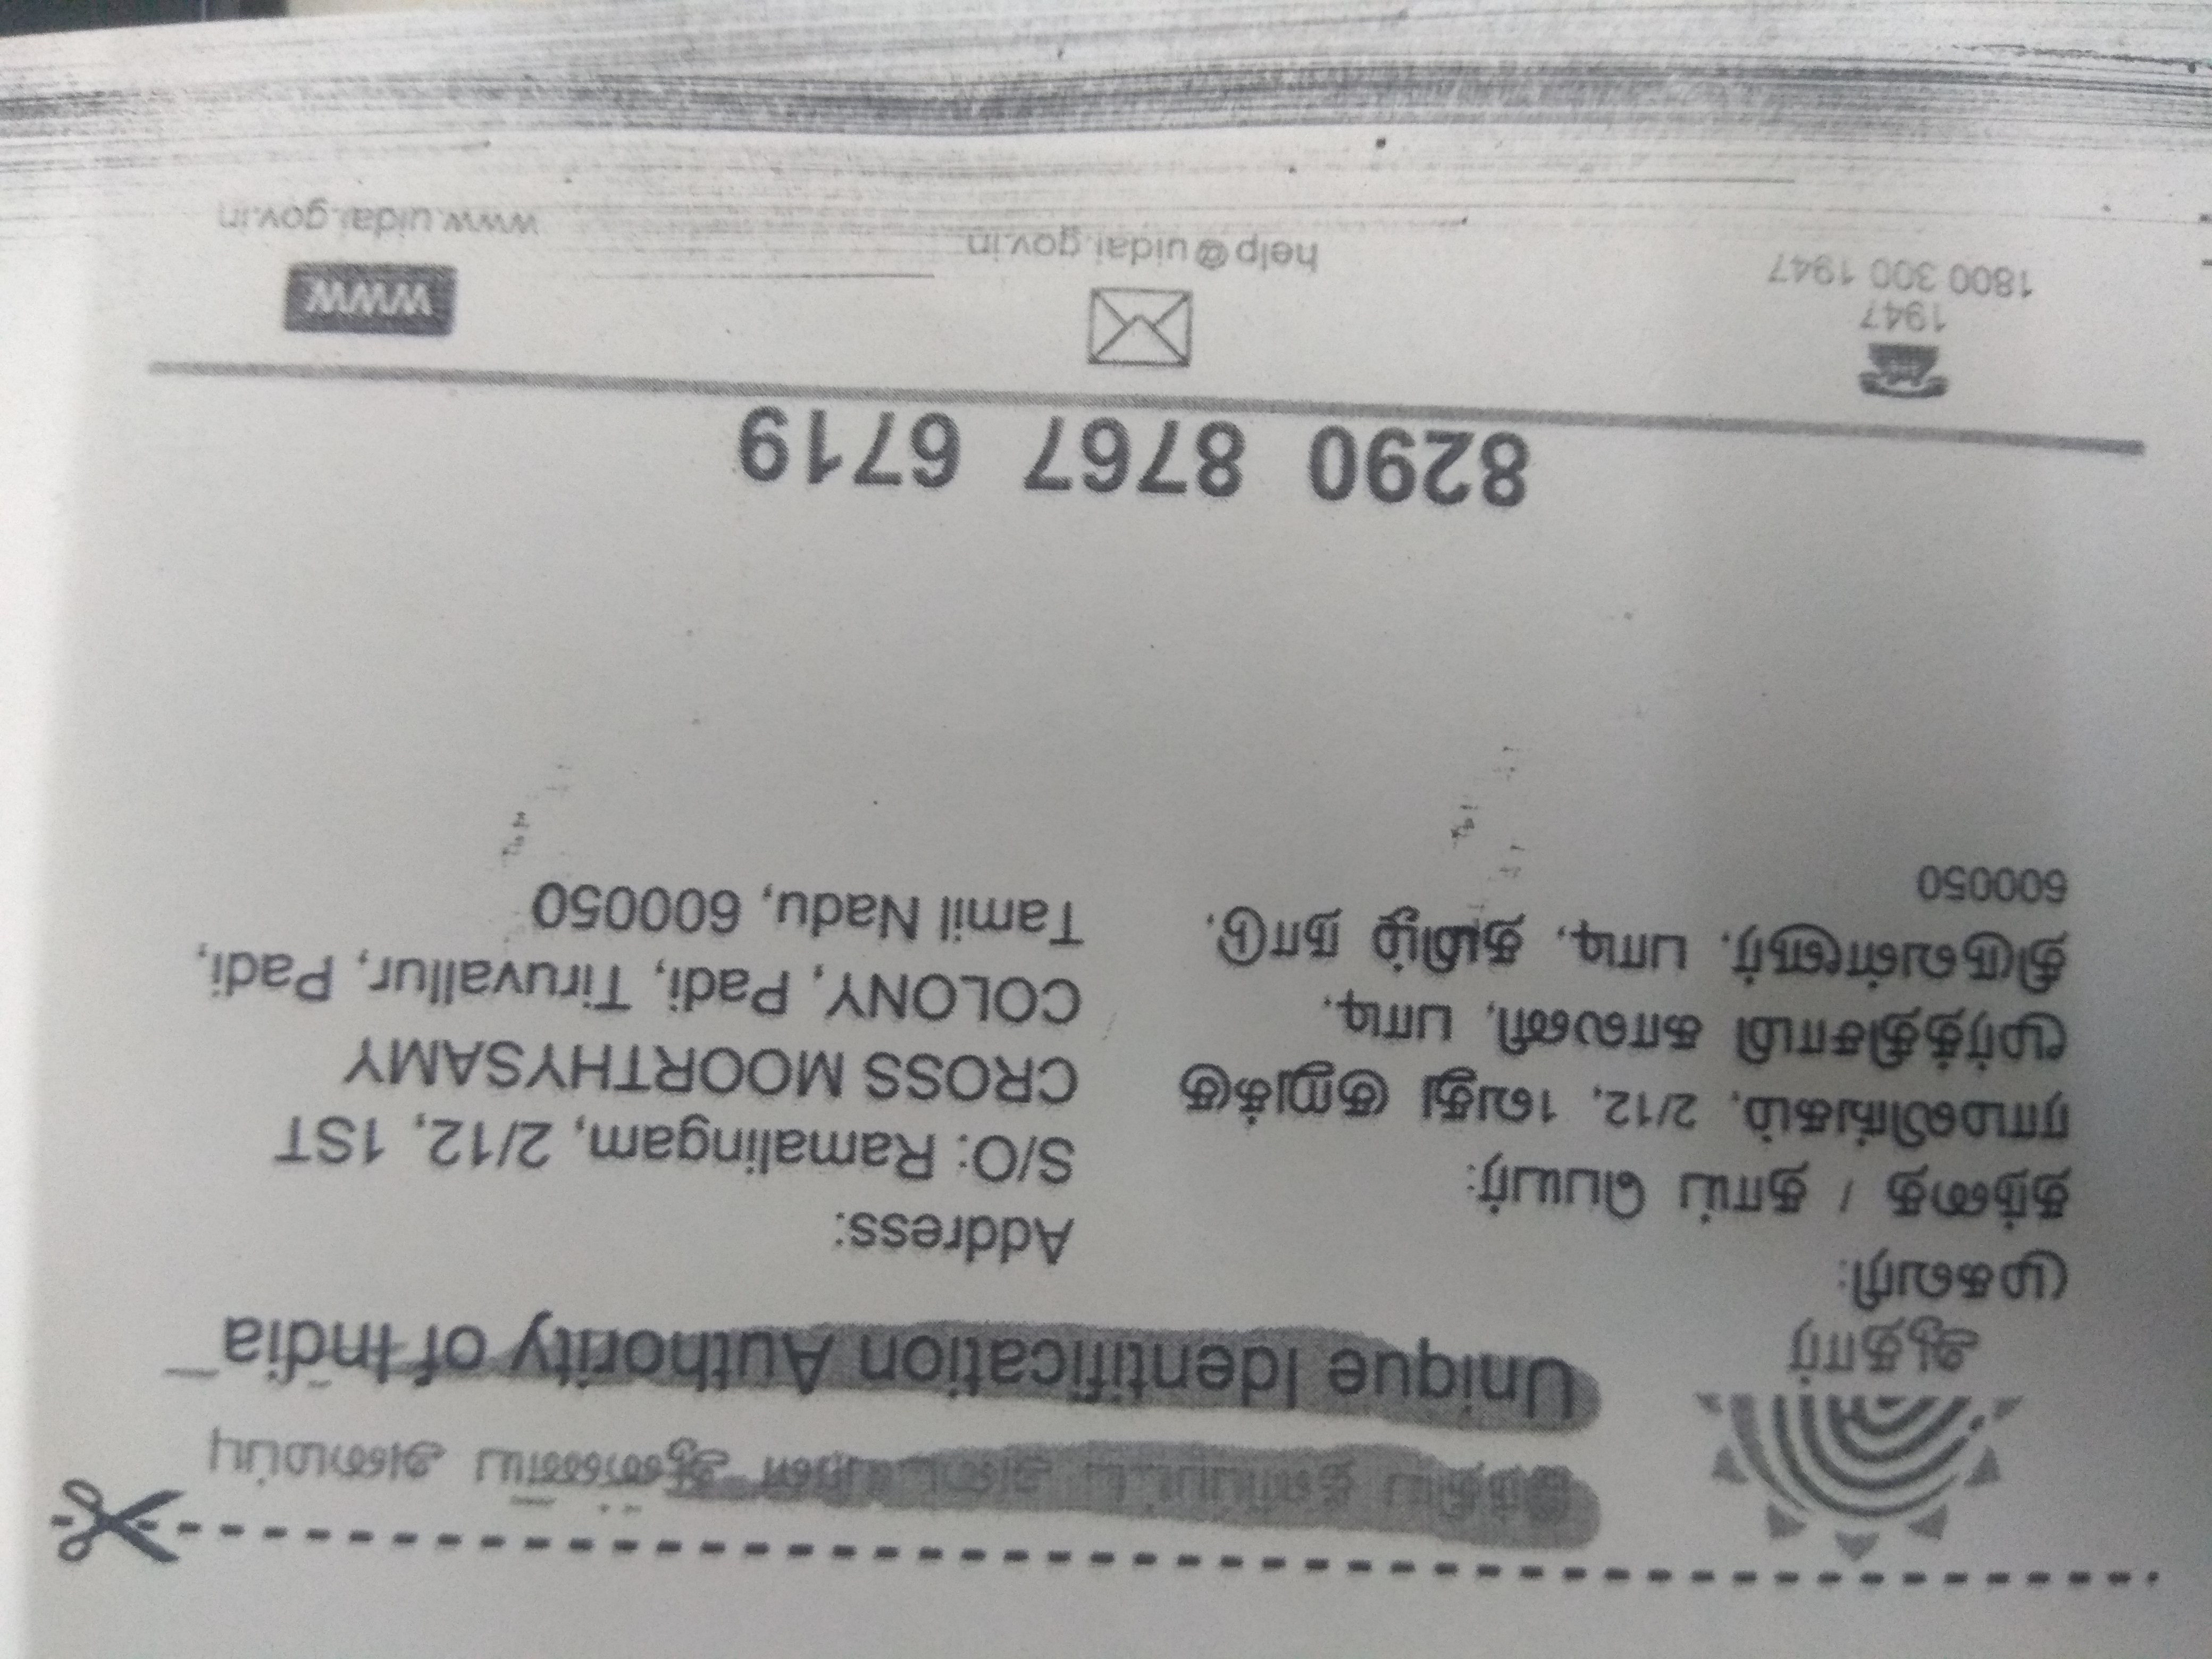 இந்திய தனிப்பட்ட அடையாள ஆணைய அமைப்பு
Unique Identification Authority of India
ஆதார்
முகவரி:
தந்தை / தாய் பெயர்:
ராமலிங்கம், 2/12, 1வது குறுக்கு
மூர்த்திசாமி காலணி, பாடி,
திருவள்ளுர், பாடி, தமிழ் நாடு,
600050
Address:
S/O: Ramalingam, 2/12, 1ST
CROSS MOORTHYSAMY
COLONY, Padi, Tiruvallur, Padi,
Tamil Nadu, 600050
8290 8767 6719
1947
1800 300 1947
help@uidai.gov.in
WWW
www.uidai.gov.in